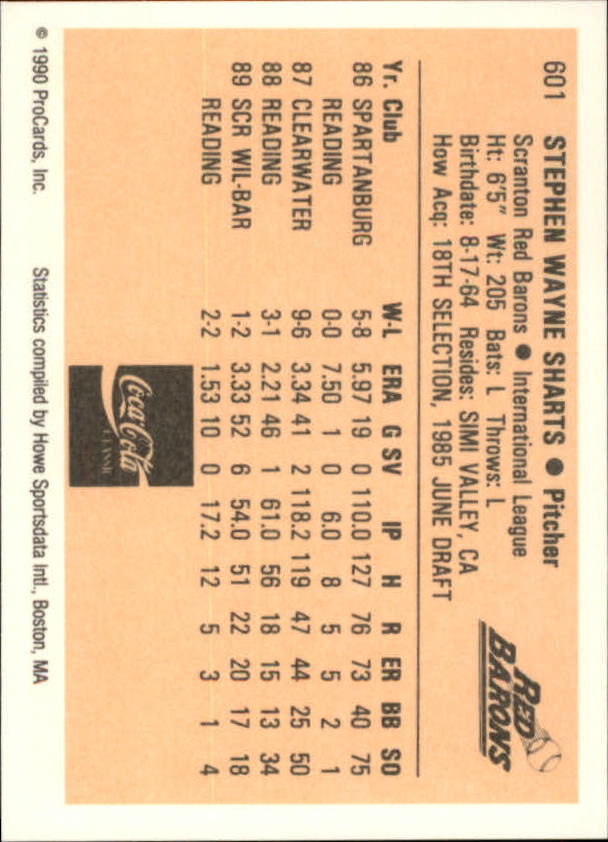 601 STEPHEN WAYNE SHARTS ● Pitcher
Scranton Red Barons ● International League
Ht: 6'5" Wt: 205 Bats: L Throws: L
Birthdate: 8-17-64 Resides: SIMI VALLEY, CA
How Acq: 18TH SELECTION, 1985 JUNE DRAFT
RED
BARONS
Yr. Club W-L ERA G SV IP H R ER BB SO
86 SPARTANBURG 5-8 5.97 19 0 110.0 127 76 73 40 75
READING 0-0 7.50 1 0 6.0 8 5 5 2 1
87 CLEARWATER 9-6 3.34 41 2 118.2 119 47 44 25 50
88 READING 3-1 2.21 46 1 61.0 56 18 15 13 34
89 SCR WIL-BAR 1-2 3.33 52 6 54.0 51 22 20 17 18
READING 2-2 1.53 10 0 17.2 12 5 3 1 4
Coca-Cola
CLASSIC
© 1990 ProCards, Inc. Statistics compiled by Howe Sportsdata Intl., Boston, MA